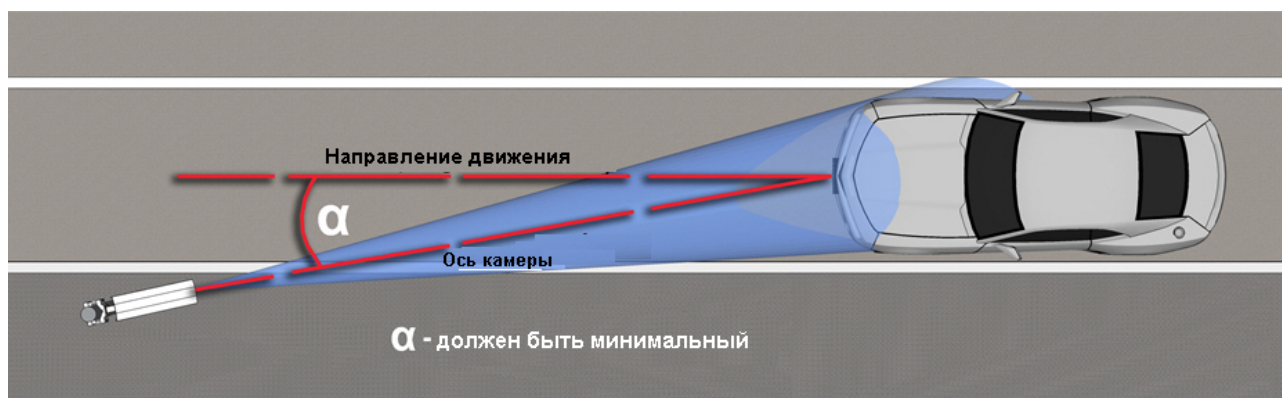 Направление движения
α
Ось камеры
α - должен быть минимальный